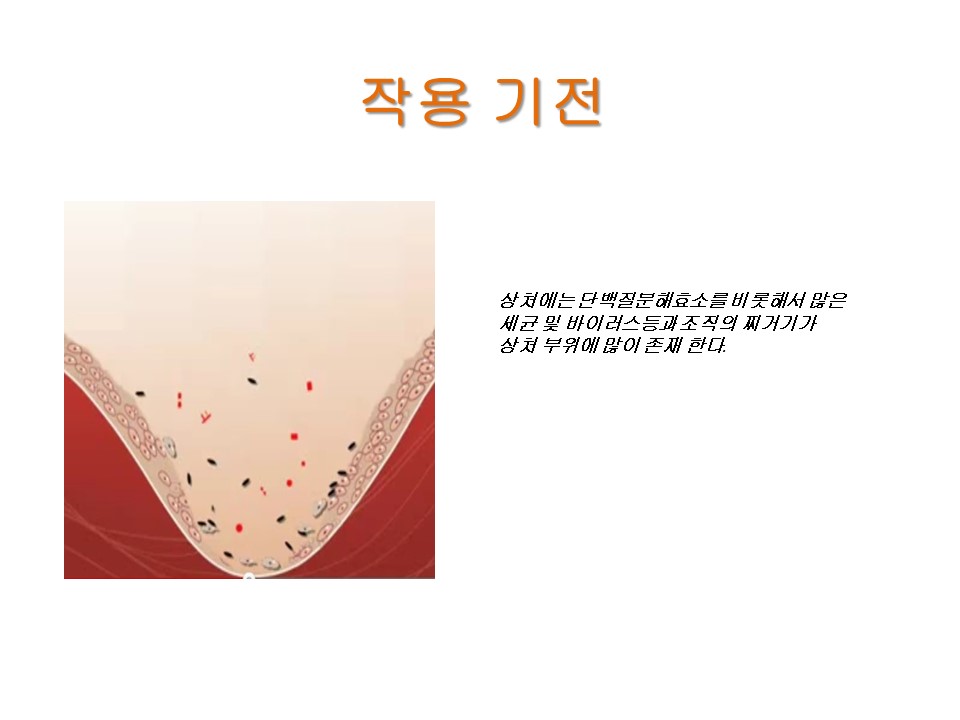 작용 기전
상처에는 단백질분해효소를 비롯해서 많은
세균 및 바이러스등과 조직의 찌거기가
상처 부위에 많이 존재 한다.